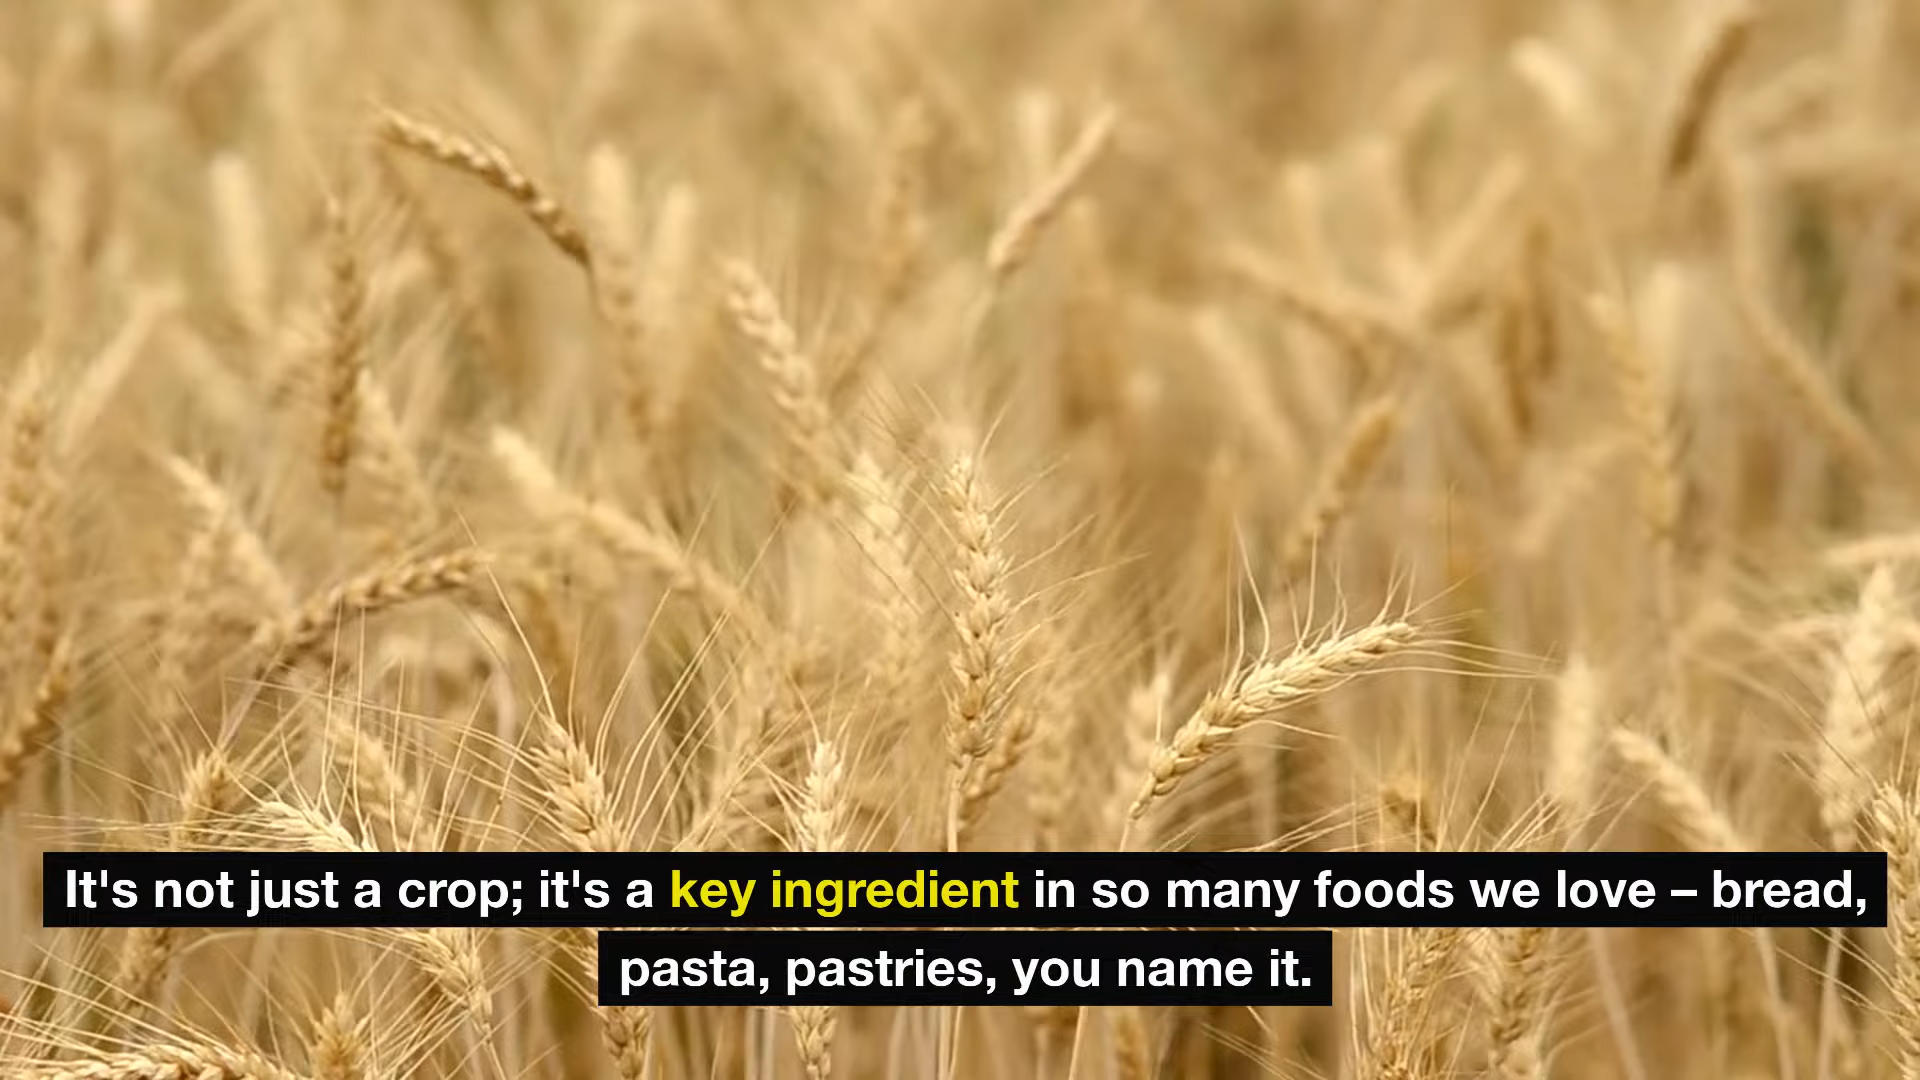 It's not just a crop; it's a key ingredient in so many foods we love – bread,
pasta, pastries, you name it.